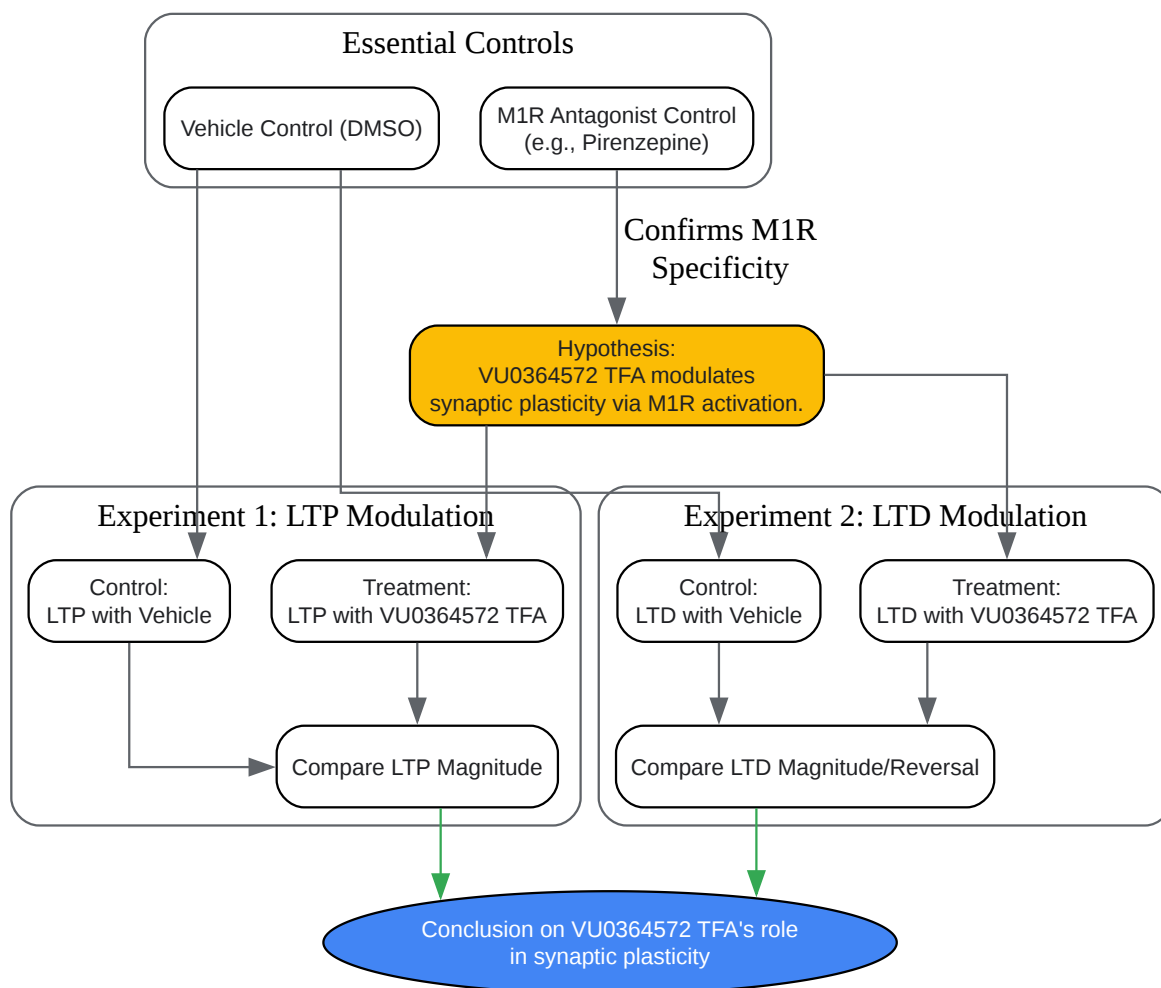 Essential Controls
Vehicle Control (DMSO)
M1R Antagonist Control
(e.g., Pirenzepine)
Confirms M1R
Specificity
Hypothesis:
VU0364572 TFA modulates
synaptic plasticity via M1R activation.
Experiment 1: LTP Modulation
Control:
LTP with Vehicle
Treatment:
LTP with VU0364572 TFA
Compare LTP Magnitude
Experiment 2: LTD Modulation
Control:
LTD with Vehicle
Treatment:
LTD with VU0364572 TFA
Compare LTD Magnitude/Reversal
Conclusion on VU0364572 TFA's role
in synaptic plasticity